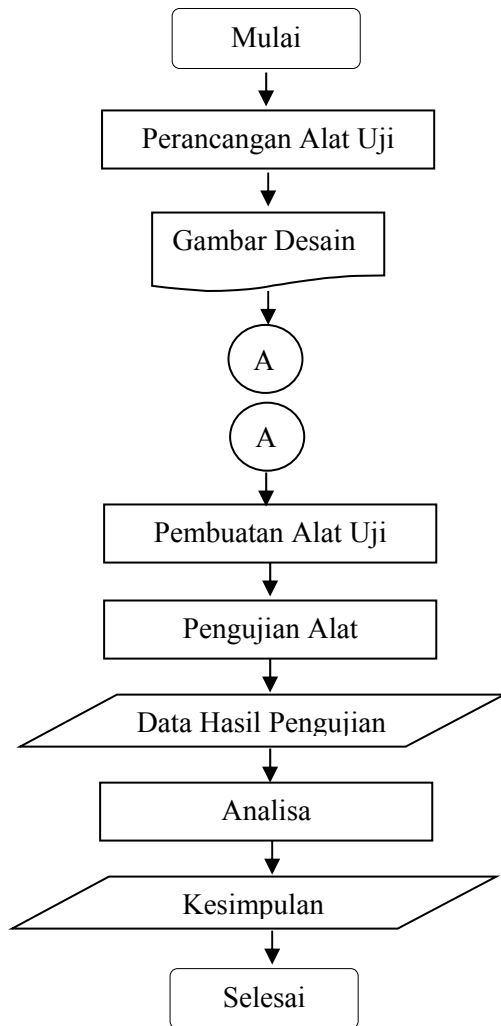 Mulai
Perancangan Alat Uji
Gambar Desain
A
A
Pembuatan Alat Uji
Pengujian Alat
Data Hasil Pengujian
Analisa
Kesimpulan
Selesai